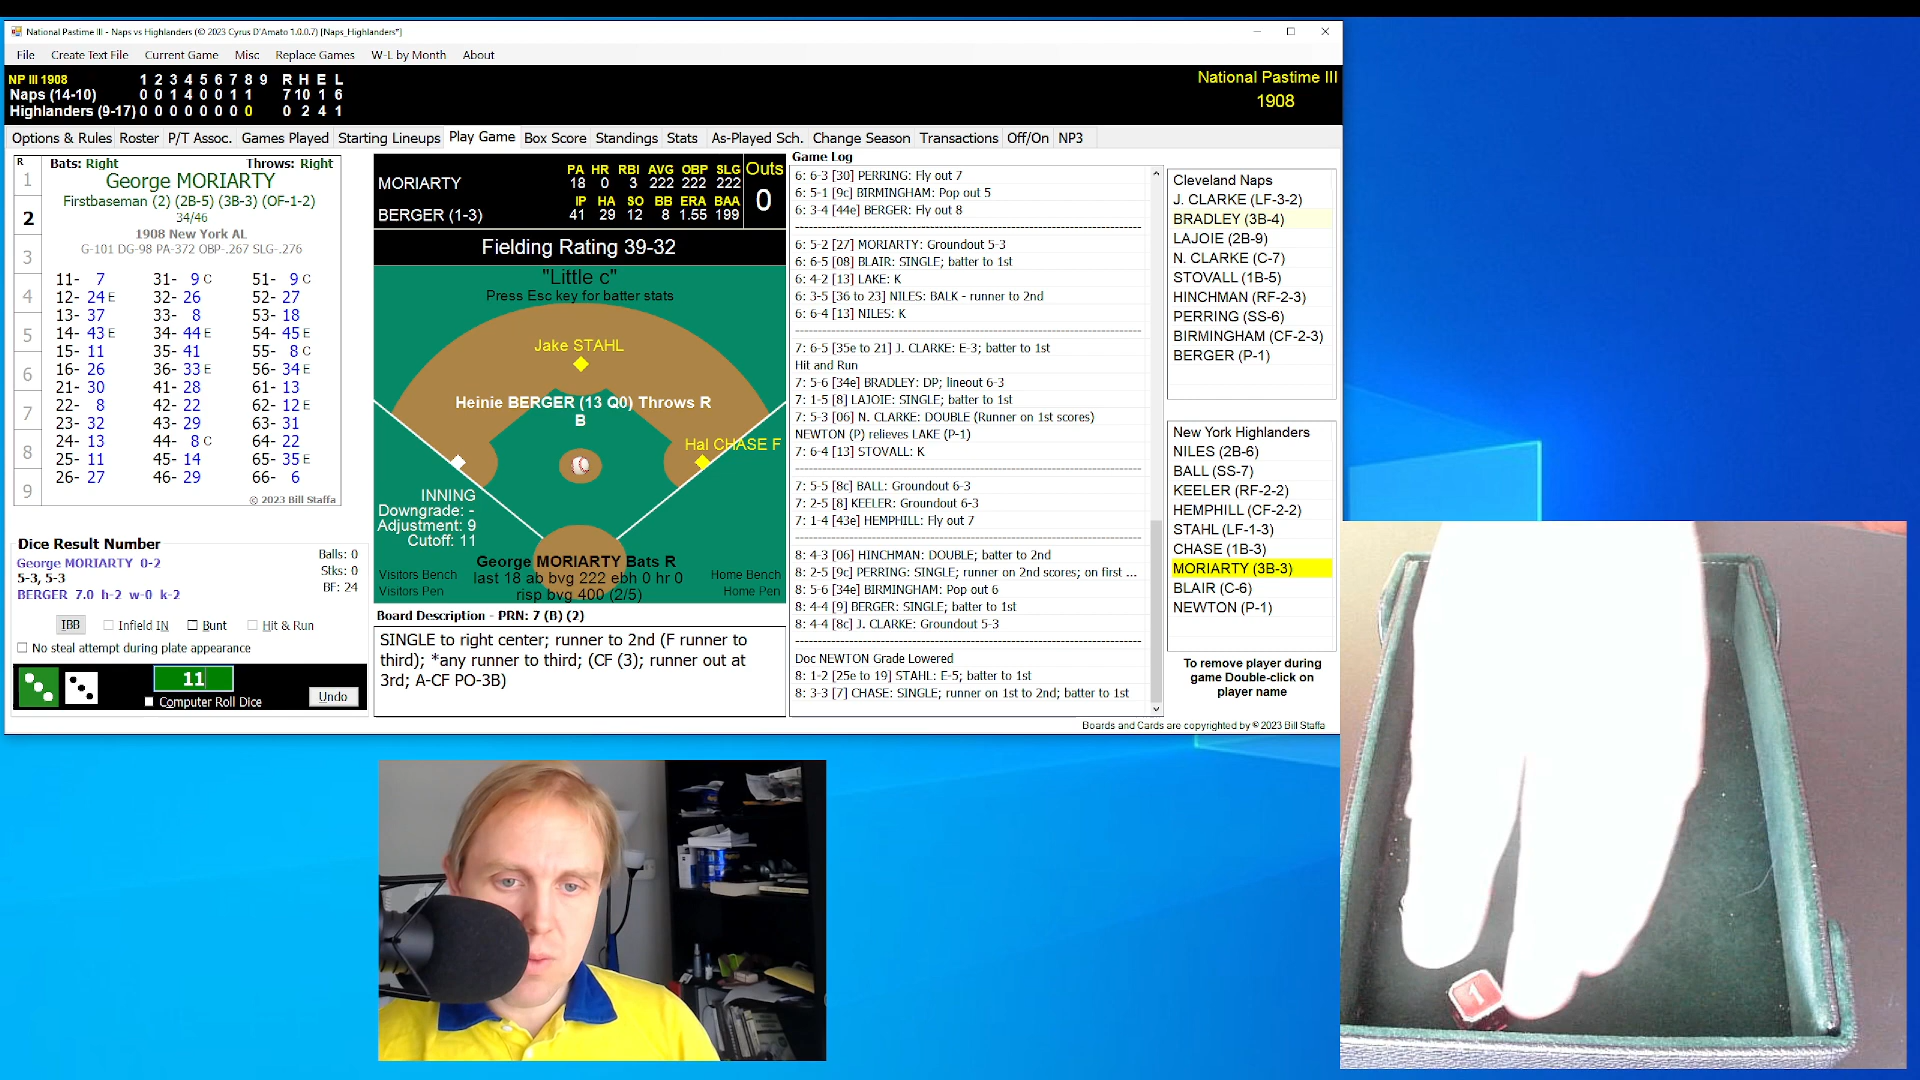 National Pastime III - Naps vs Highlanders (© 2023 Cyrus D'Amato 1.0.0.7) [Naps_Highlanders*]
File Create Text File Current Game Misc Replace Games W-L by Month About
NP III 1908 1 2 3 4 5 6 7 8 9 R H E L
Naps (14-10) 0 0 1 4 0 0 1 1 7 10 1 6
Highlanders (9-17) 0 0 0 0 0 0 0 0 0 2 4 1
National Pastime III
1908
Options & Rules Roster P/T Assoc. Games Played Starting Lineups Play Game Box Score Standings Stats As-Played Sch. Change Season Transactions Off/On NP3
R
1
2
3
4
5
6
7
8
9
Bats: Right Throws: Right
George MORIARTY
Firstbaseman (2) (2B-5) (3B-3) (OF-1-2)
34/46
1908 New York AL
G-101 DG-98 PA-372 OBP-.267 SLG-.276
11- 7 31- 9 C 51- 9 C
12- 24 E 32- 26 52- 27
13- 37 33- 8 53- 18
14- 43 E 34- 44 E 54- 45 E
15- 11 35- 41 55- 8 C
16- 26 36- 33 E 56- 34 E
21- 30 41- 28 61- 13
22- 8 42- 22 62- 12 E
23- 32 43- 29 63- 31
24- 13 44- 8 C 64- 22
25- 11 45- 14 65- 35 E
26- 27 46- 29 66- 6
© 2023 Bill Staffa
Dice Result Number
George MORIARTY 0-2
5-3, 5-3
BERGER 7.0 h-2 w-0 k-2
Balls: 0
Stks: 0
BF: 24
IBB Infield IN Bunt Hit & Run
No steal attempt during plate appearance
11
Computer Roll Dice
Undo
PA HR RBI AVG OBP SLG
MORIARTY 18 0 3 222 222 222
IP HA SO BB ERA BAA
BERGER (1-3) 41 29 12 8 1.55 199
Outs
0
Fielding Rating 39-32
"Little c"
Press Esc key for batter stats
Jake STAHL
Heinie BERGER (13 Q0) Throws R
B
Hal CHASE F
INNING
Downgrade: -
Adjustment: 9
Cutoff: 11
George MORIARTY Bats R
last 18 ab bvg 222 ebh 0 hr 0
risp bvg 400 (2/5)
Visitors Bench
Visitors Pen
Home Bench
Home Pen
Board Description - PRN: 7 (B) (2)
SINGLE to right center; runner to 2nd (F runner to
third); *any runner to third; (CF (3); runner out at
3rd; A-CF PO-3B)
Game Log
6: 6-3 [30] PERRING: Fly out 7
6: 5-1 [9c] BIRMINGHAM: Pop out 5
6: 3-4 [44e] BERGER: Fly out 8
6: 5-2 [27] MORIARTY: Groundout 5-3
6: 6-5 [08] BLAIR: SINGLE; batter to 1st
6: 4-2 [13] LAKE: K
6: 3-5 [36 to 23] NILES: BALK - runner to 2nd
6: 6-4 [13] NILES: K
7: 6-5 [35e to 21] J. CLARKE: E-3; batter to 1st
Hit and Run
7: 5-6 [34e] BRADLEY: DP; lineout 6-3
7: 1-5 [8] LAJOIE: SINGLE; batter to 1st
7: 5-3 [06] N. CLARKE: DOUBLE (Runner on 1st scores)
NEWTON (P) relieves LAKE (P-1)
7: 6-4 [13] STOVALL: K
7: 5-5 [8c] BALL: Groundout 6-3
7: 2-5 [8] KEELER: Groundout 6-3
7: 1-4 [43e] HEMPHILL: Fly out 7
8: 4-3 [06] HINCHMAN: DOUBLE; batter to 2nd
8: 2-5 [9c] PERRING: SINGLE; runner on 2nd scores; on first ...
8: 5-6 [34e] BIRMINGHAM: Pop out 6
8: 4-4 [9] BERGER: SINGLE; batter to 1st
8: 4-4 [8c] J. CLARKE: Groundout 5-3
Doc NEWTON Grade Lowered
8: 1-2 [25e to 19] STAHL: E-5; batter to 1st
8: 3-3 [7] CHASE: SINGLE; runner on 1st to 2nd; batter to 1st
Cleveland Naps
J. CLARKE (LF-3-2)
BRADLEY (3B-4)
LAJOIE (2B-9)
N. CLARKE (C-7)
STOVALL (1B-5)
HINCHMAN (RF-2-3)
PERRING (SS-6)
BIRMINGHAM (CF-2-3)
BERGER (P-1)
New York Highlanders
NILES (2B-6)
BALL (SS-7)
KEELER (RF-2-2)
HEMPHILL (CF-2-2)
STAHL (LF-1-3)
CHASE (1B-3)
MORIARTY (3B-3)
BLAIR (C-6)
NEWTON (P-1)
To remove player during
game Double-click on
player name
Boards and Cards are copyrighted by © 2023 Bill Staffa
1